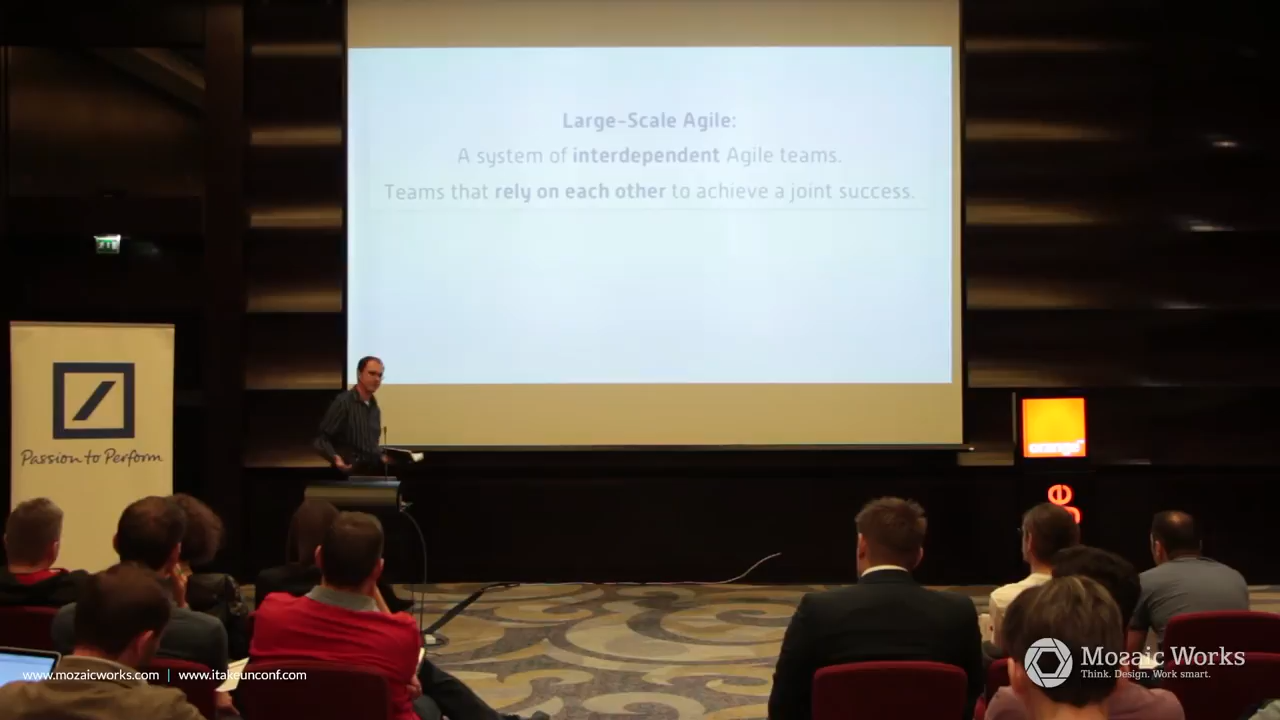 Large-Scale Agile:
A system of interdependent Agile teams.
Teams that rely on each other to achieve a joint success.
Passion to Perform
orange™
www.mozaicworks.com | www.itakeunconf.com
Mozaic Works
Think. Design. Work smart.